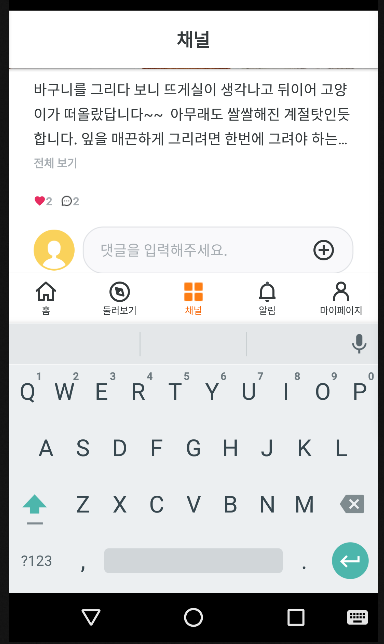 채널
바구니를 그리다 보니 뜨게실이 생각나고 뒤이어 고양
이가 떠올랐답니다~~ 아무래도 쌀쌀해진 계절탓인듯
합니다. 잎을 매끈하게 그리려면 한번에 그려야 하는...
전체 보기
2 2
댓글을 입력해주세요.
홈 둘러보기 채널 알림 마이페이지
1 2 3 4 5 6 7 8 9 0
Q W E R T Y U I O P
A S D F G H J K L
Z X C V B N M
?123 , .